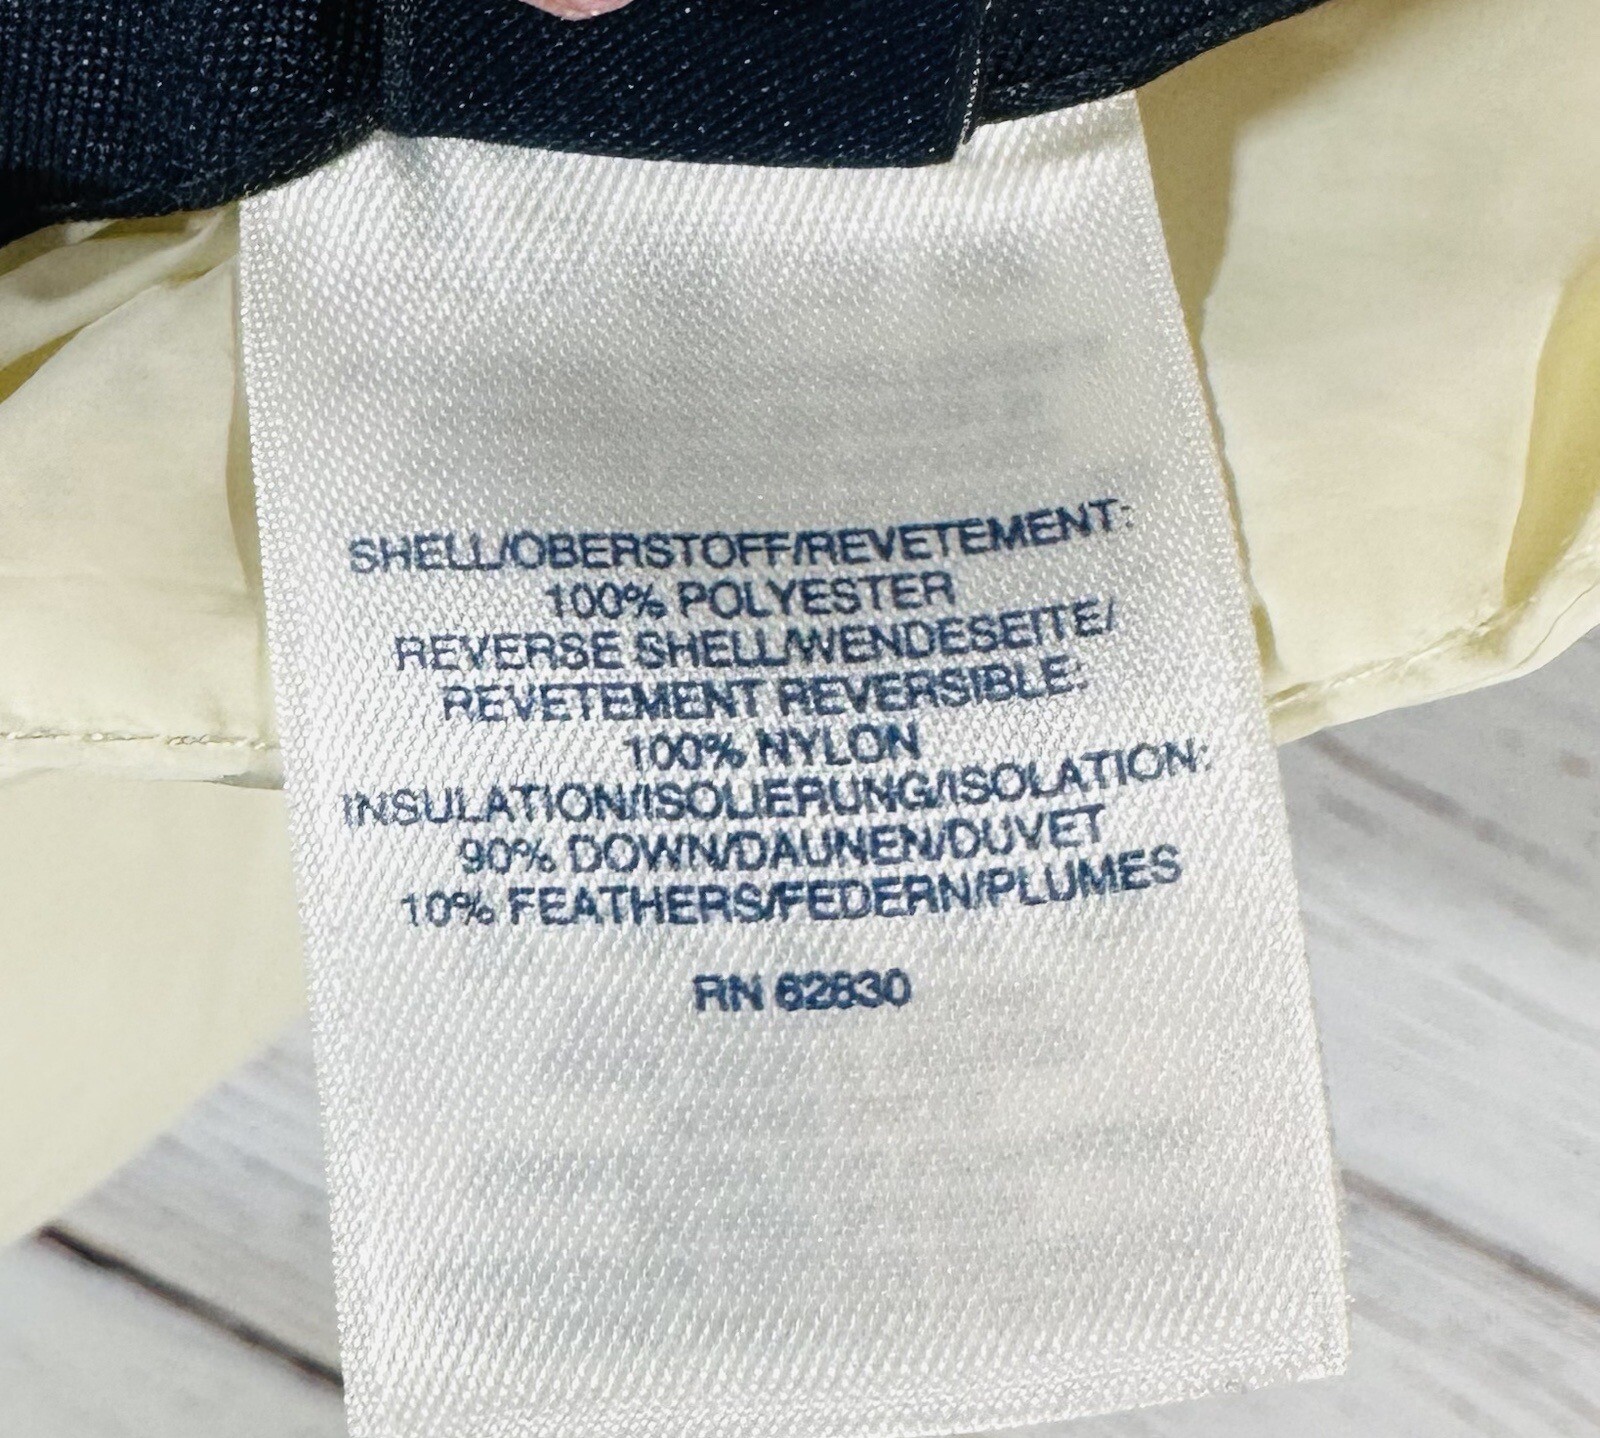 SHELL/OBERSTOFF/REVETEMENT:
100% POLYESTER
REVERSE SHELL/WENDESEITE/
REVETEMENT REVERSIBLE:
100% NYLON
INSULATION/ISOLIERUNG/ISOLATION:
90% DOWN/DAUNEN/DUVET
10% FEATHERS/FEDERN/PLUMES
RN 62830